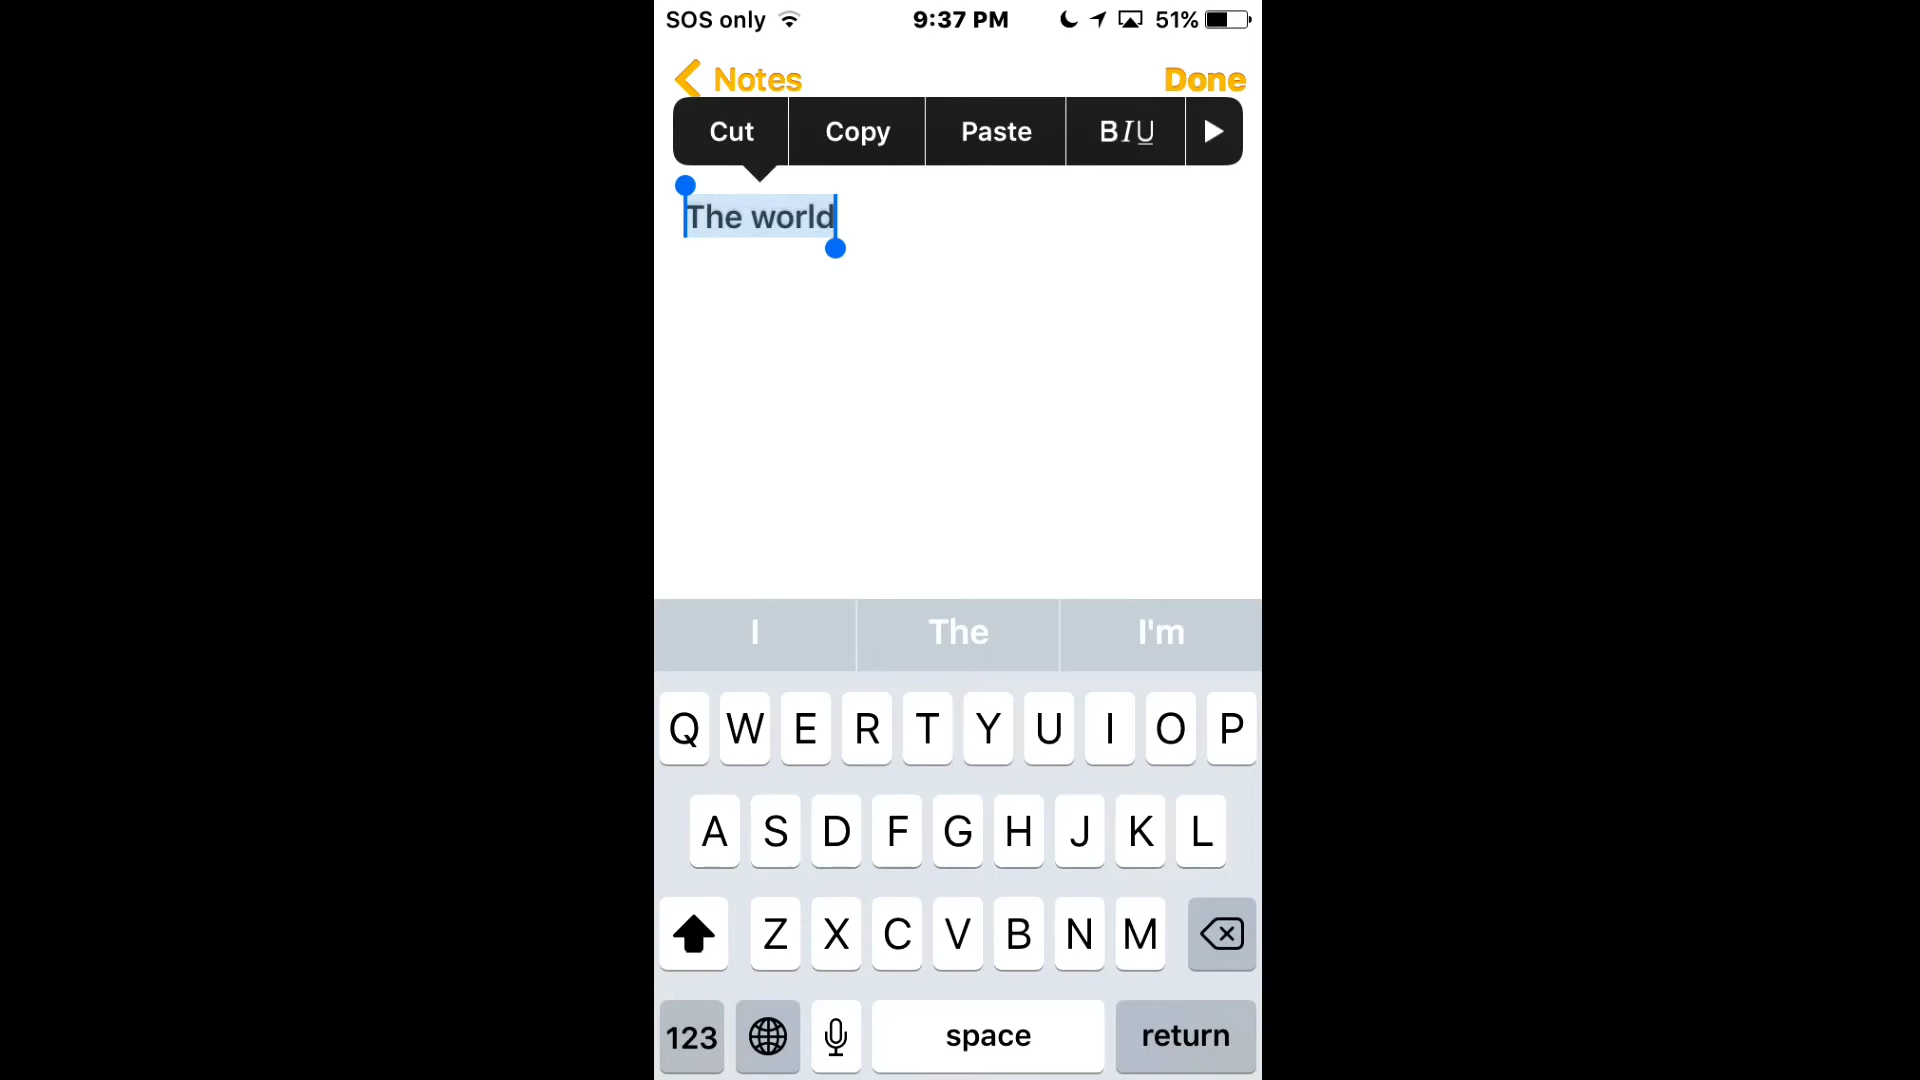 SOS only 9:37 PM 51%
Notes Done
Cut Copy Paste BIU
The world
I The I'm
Q W E R T Y U I O P
A S D F G H J K L
Z X C V B N M
123 space return